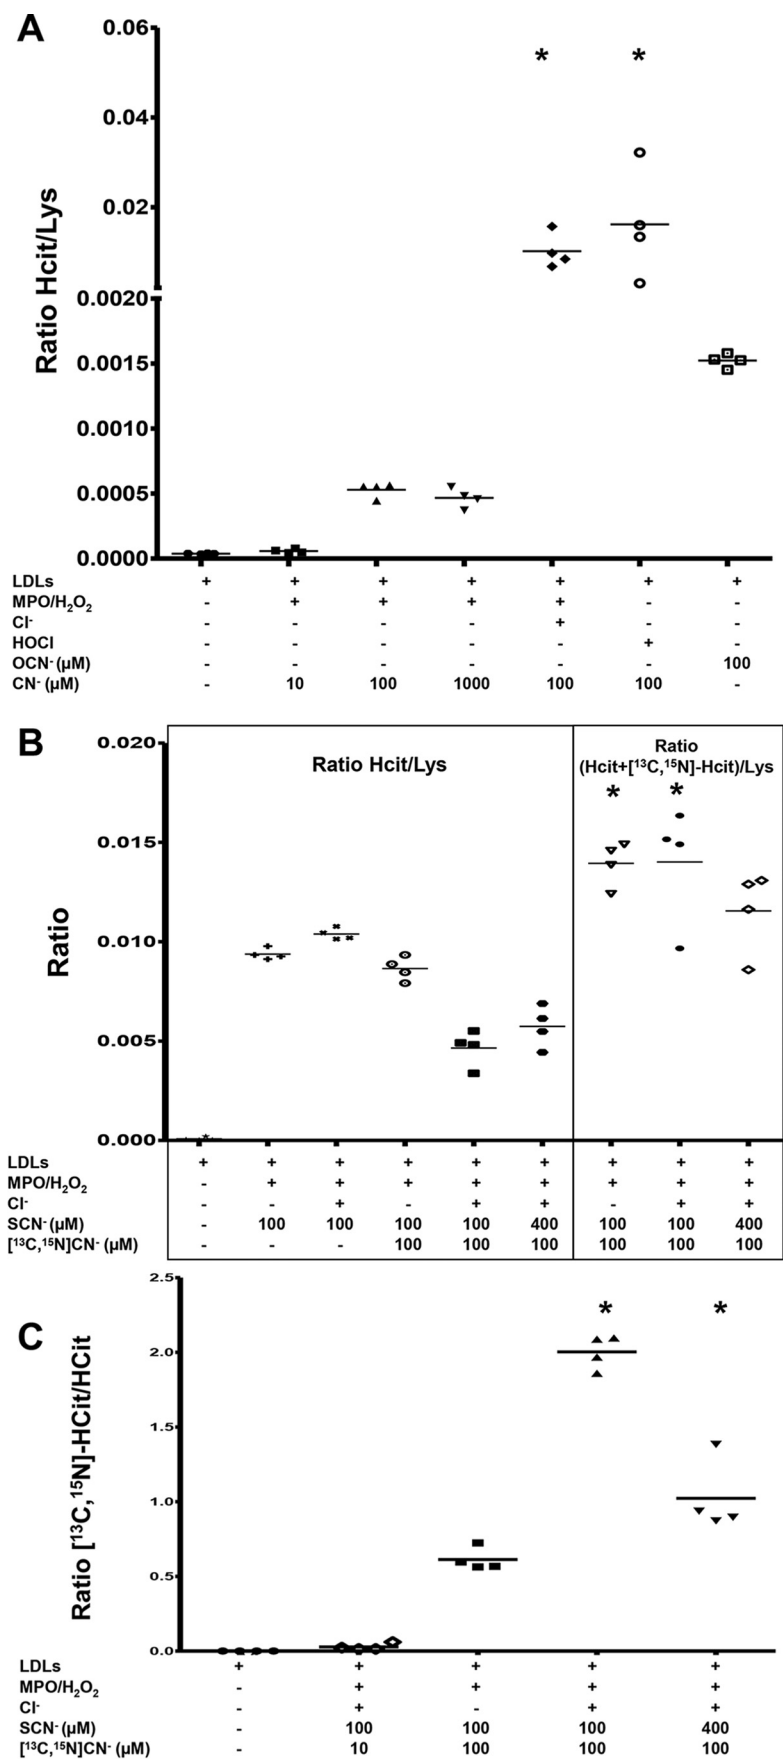 A
Ratio Hcit/Lys
0.06
0.04
0.02
0.0020
0.0015
0.0010
0.0005
0.0000
* *
LDLs + + + + + + +
MPO/H₂O₂ - + + + + - -
Cl⁻ - - - - + - -
HOCl - - - - - + -
OCN⁻ (µM) - - - - - - 100
CN⁻ (µM) - 10 100 1000 100 100 -
B
Ratio
0.020
0.015
0.010
0.005
0.000
Ratio Hcit/Lys
Ratio
(Hcit+[¹³C,¹⁵N]-Hcit)/Lys
* *
LDLs + + + + + + + + +
MPO/H₂O₂ - + + + + + + + +
Cl⁻ - - + - + + - + +
SCN⁻ (µM) - 100 100 100 100 400 100 100 400
[¹³C,¹⁵N]CN⁻ (µM) - - - 100 100 100 100 100 100
C
Ratio [¹³C,¹⁵N]-HCit/HCit
2.5
2.0
1.5
1.0
0.5
0.0
* *
LDLs + + + + +
MPO/H₂O₂ - + + + +
Cl⁻ - + - + +
SCN⁻ (µM) - 100 100 100 400
[¹³C,¹⁵N]CN⁻ (µM) - 10 100 100 100